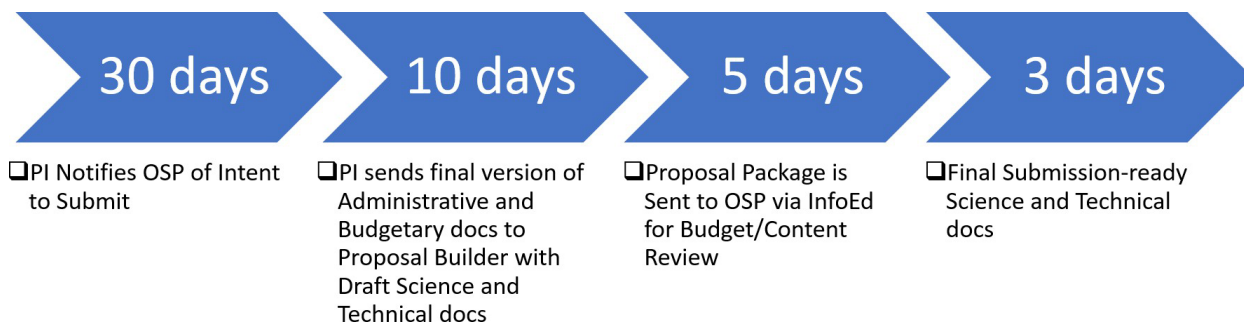 30 days
10 days
5 days
3 days
❑PI Notifies OSP of Intent
to Submit
❑PI sends final version of
Administrative and
Budgetary docs to
Proposal Builder with
Draft Science and
Technical docs
❑Proposal Package is
Sent to OSP via InfoEd
for Budget/Content
Review
❑Final Submission-ready
Science and Technical
docs